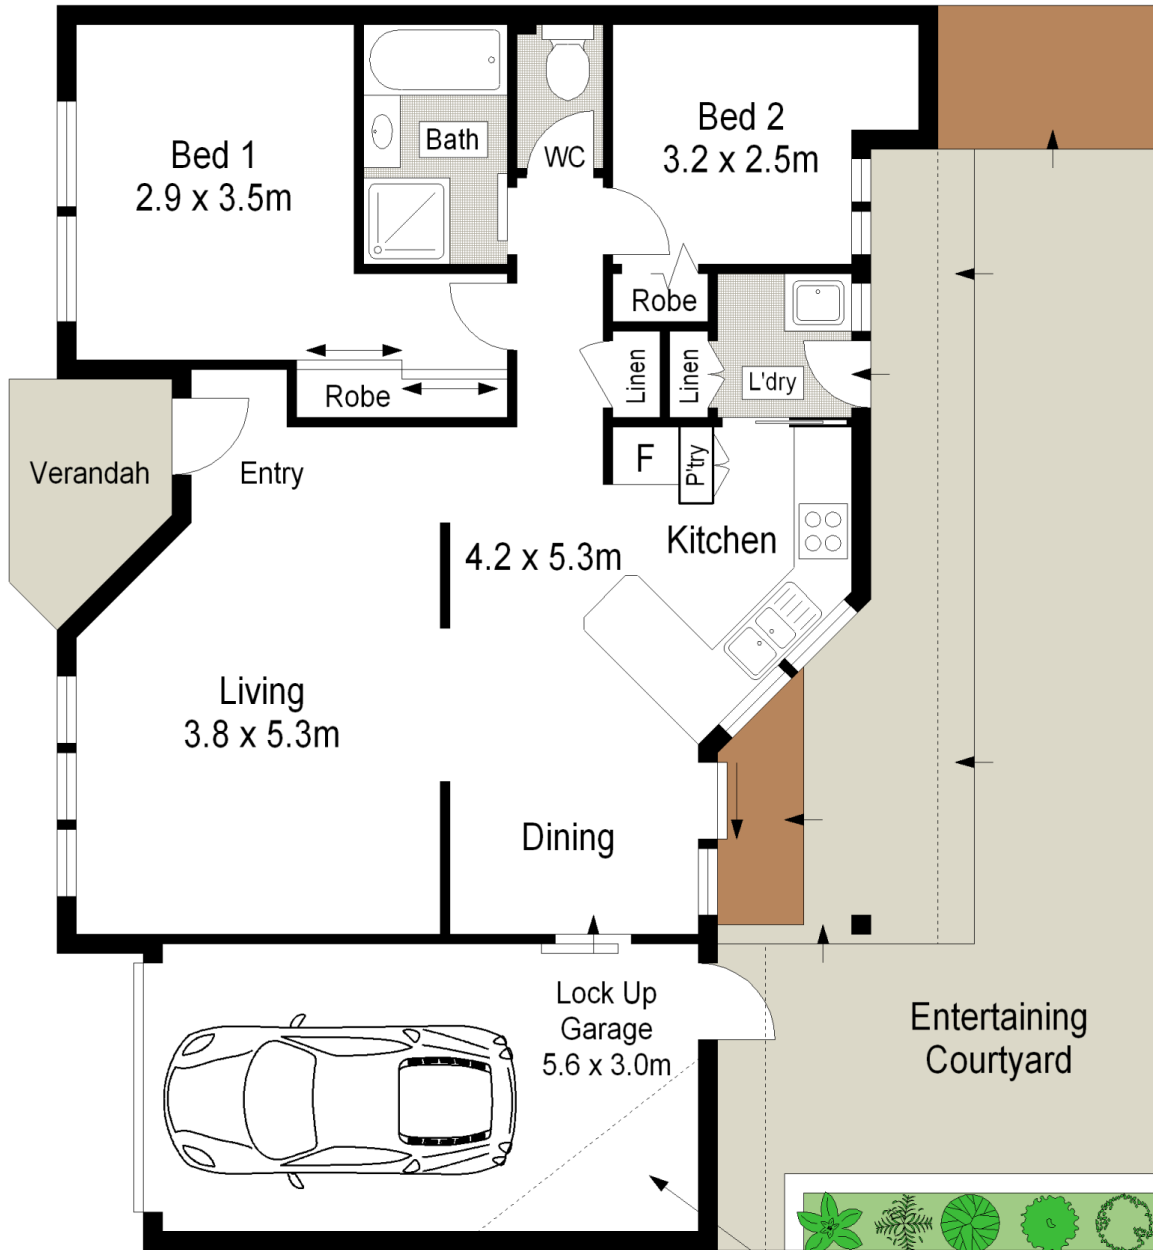 Bed 1
2.9 x 3.5m
Bath
WC
Bed 2
3.2 x 2.5m
Robe
Linen
Linen
L'dry
Robe
Verandah
Entry
F
P'try
Kitchen
4.2 x 5.3m
Living
3.8 x 5.3m
Dining
Lock Up
Garage
5.6 x 3.0m
Entertaining
Courtyard